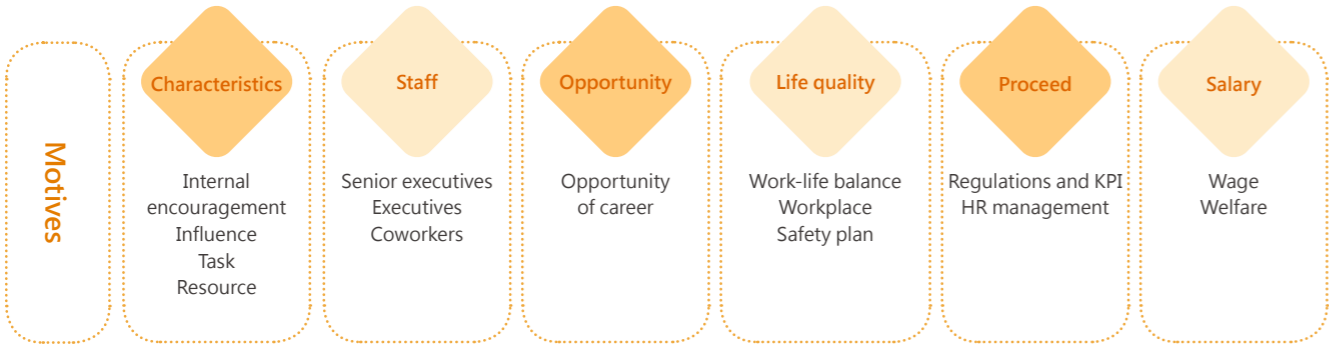 Motives
Characteristics
Internal
encouragement
Influence
Task
Resource
Staff
Senior executives
Executives
Coworkers
Opportunity
Opportunity
of career
Life quality
Work-life balance
Workplace
Safety plan
Proceed
Regulations and KPI
HR management
Salary
Wage
Welfare